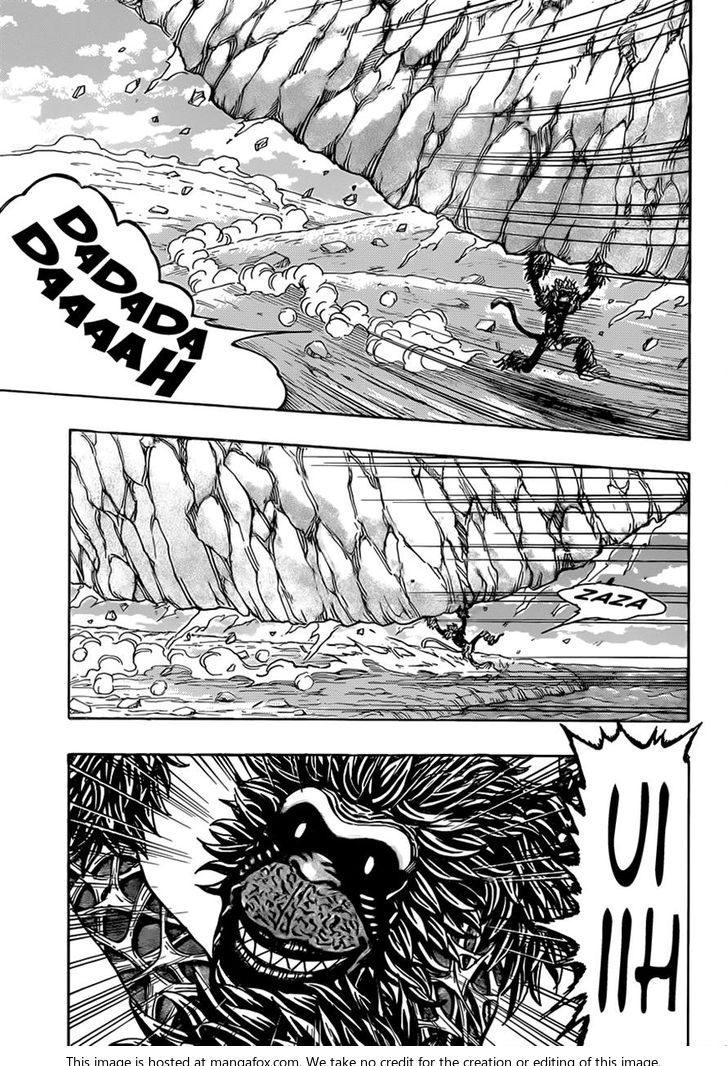 DADADA
DAAAAH
ZAZA
UI
IIH
This image is hosted at mangafox.com. We take no credit for the creation or editing of this image.